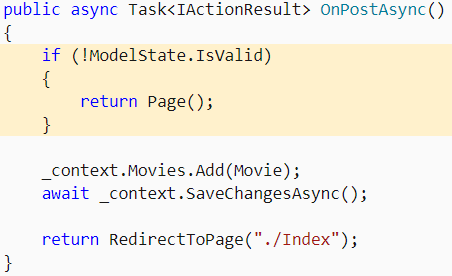 public async Task<IActionResult> OnPostAsync()
{
    if (!ModelState.IsValid)
    {
        return Page();
    }

    _context.Movies.Add(Movie);
    await _context.SaveChangesAsync();

    return RedirectToPage("./Index");
}